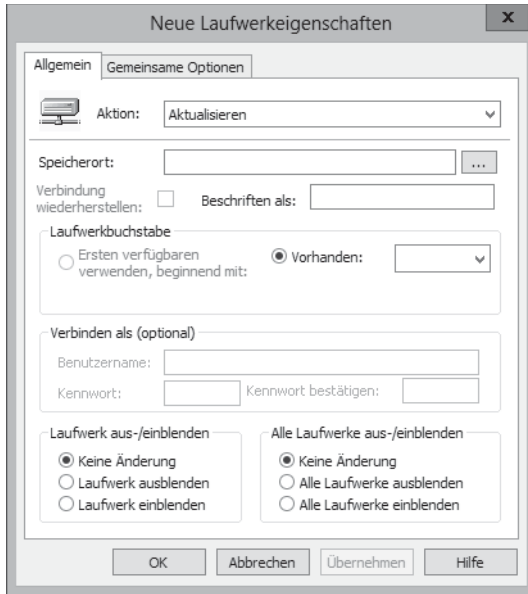 Neue Laufwerkeigenschaften
x
Allgemein Gemeinsame Optionen
Aktion: Aktualisieren
Speicherort: ...
Verbindung
wiederherstellen:
Beschriften als:
Laufwerkbuchstabe
Ersten verfügbaren
verwenden, beginnend mit:
Vorhanden:
Verbinden als (optional)
Benutzername:
Kennwort: Kennwort bestätigen:
Laufwerk aus-/einblenden
Keine Änderung
Laufwerk ausblenden
Laufwerk einblenden
Alle Laufwerke aus-/einblenden
Keine Änderung
Alle Laufwerke ausblenden
Alle Laufwerke einblenden
OK Abbrechen Übernehmen Hilfe